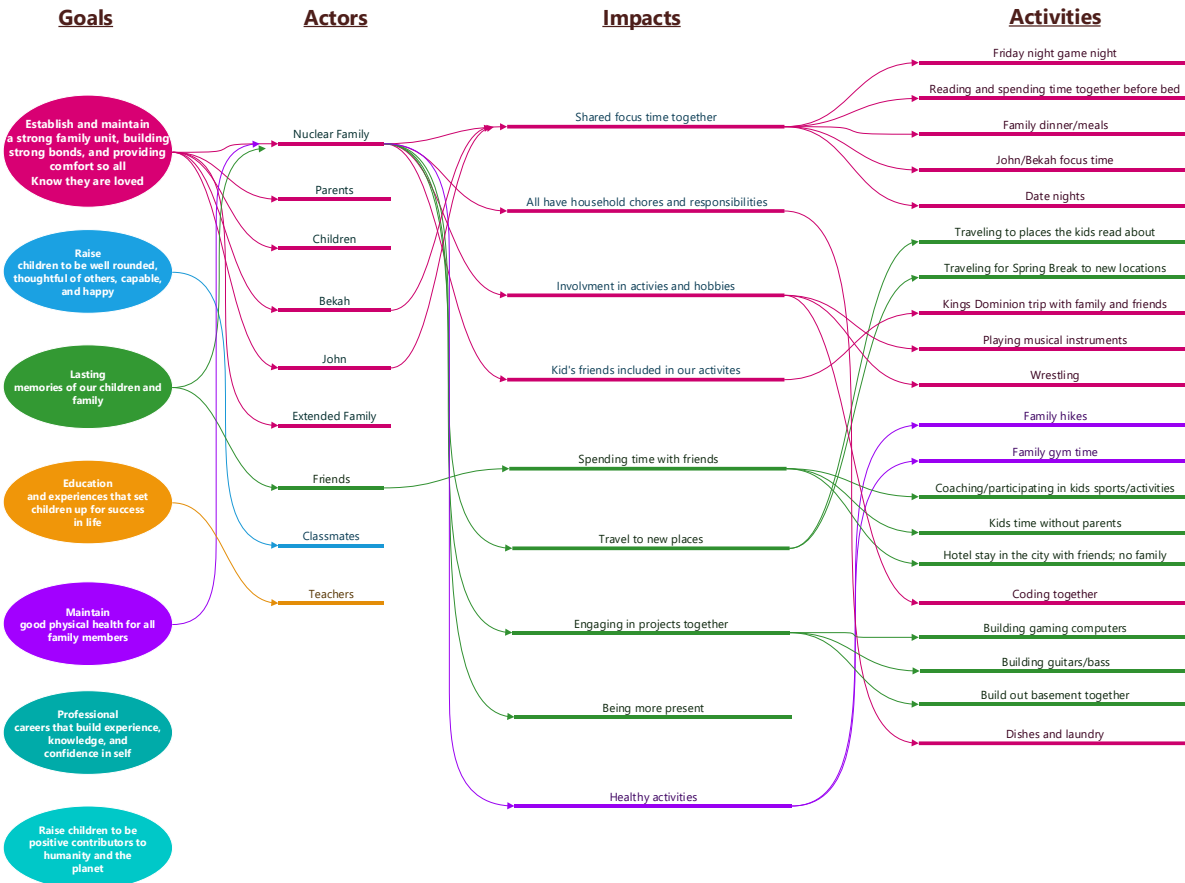 Goals
Actors
Impacts
Activities
Establish and maintain
a strong family unit, building
strong bonds, and providing
comfort so all
Know they are loved
Raise
children to be well rounded,
thoughtful of others, capable,
and happy
Lasting
memories of our children and
family
Education
and experiences that set
children up for success
in life
Maintain
good physical health for all
family members
Professional
careers that build experience,
knowledge, and
confidence in self
Raise children to be
positive contributors to
humanity and the
planet
Nuclear Family
Parents
Children
Bekah
John
Extended Family
Friends
Classmates
Teachers
Shared focus time together
All have household chores and responsibilities
Involvment in activies and hobbies
Kid's friends included in our activites
Spending time with friends
Travel to new places
Engaging in projects together
Being more present
Healthy activities
Friday night game night
Reading and spending time together before bed
Family dinner/meals
John/Bekah focus time
Date nights
Traveling to places the kids read about
Traveling for Spring Break to new locations
Kings Dominion trip with family and friends
Playing musical instruments
Wrestling
Family hikes
Family gym time
Coaching/participating in kids sports/activities
Kids time without parents
Hotel stay in the city with friends; no family
Coding together
Building gaming computers
Building guitars/bass
Build out basement together
Dishes and laundry